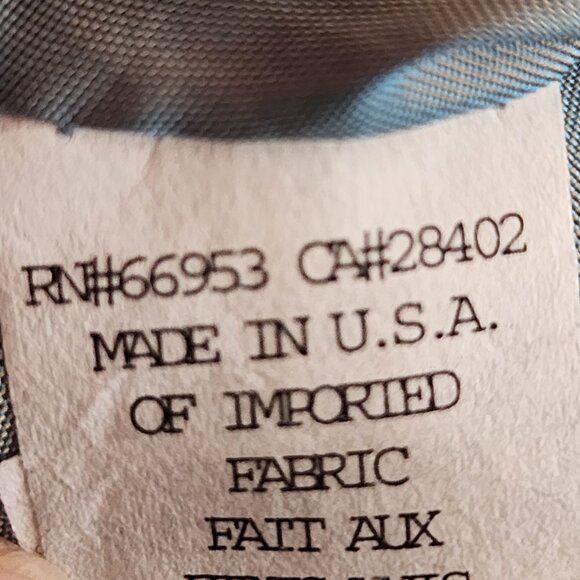 RN#66953 CA#28402
MADE IN U.S.A.
OF IMPORTED
FABRIC
FAIT AUX